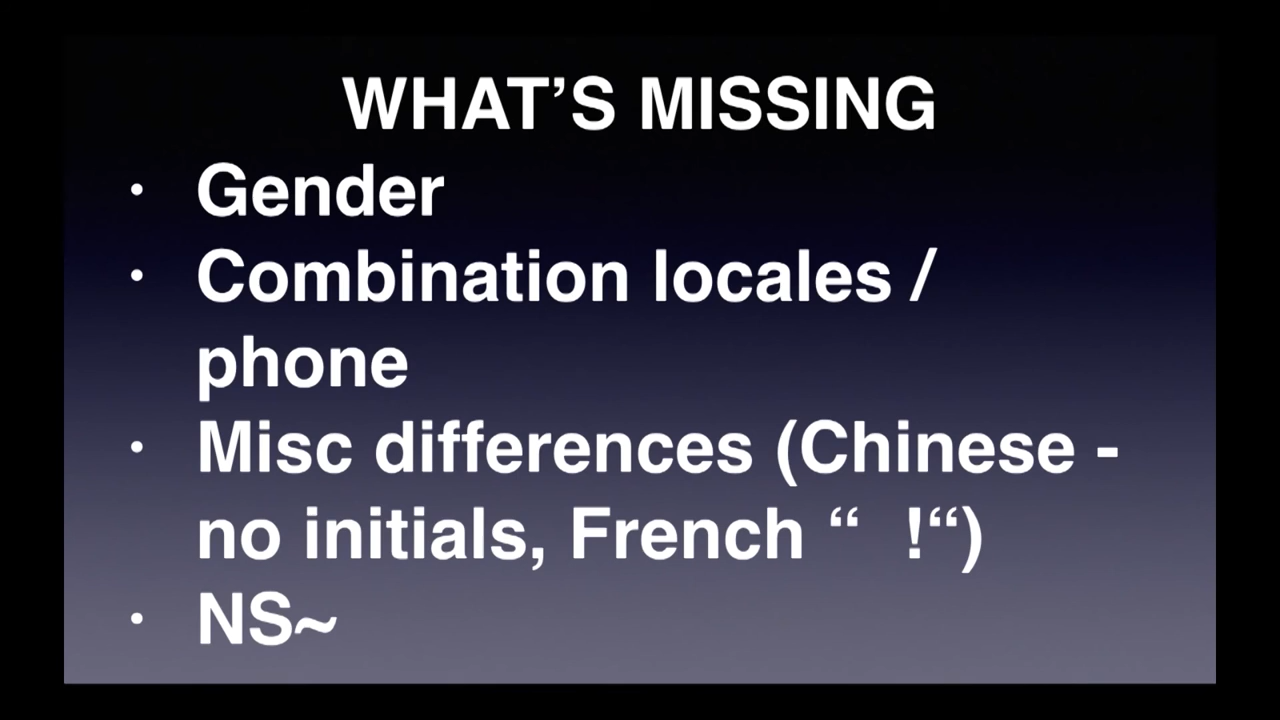 WHAT’S MISSING
· Gender
· Combination locales /
phone
· Misc differences (Chinese -
no initials, French “  !“)
· NS~